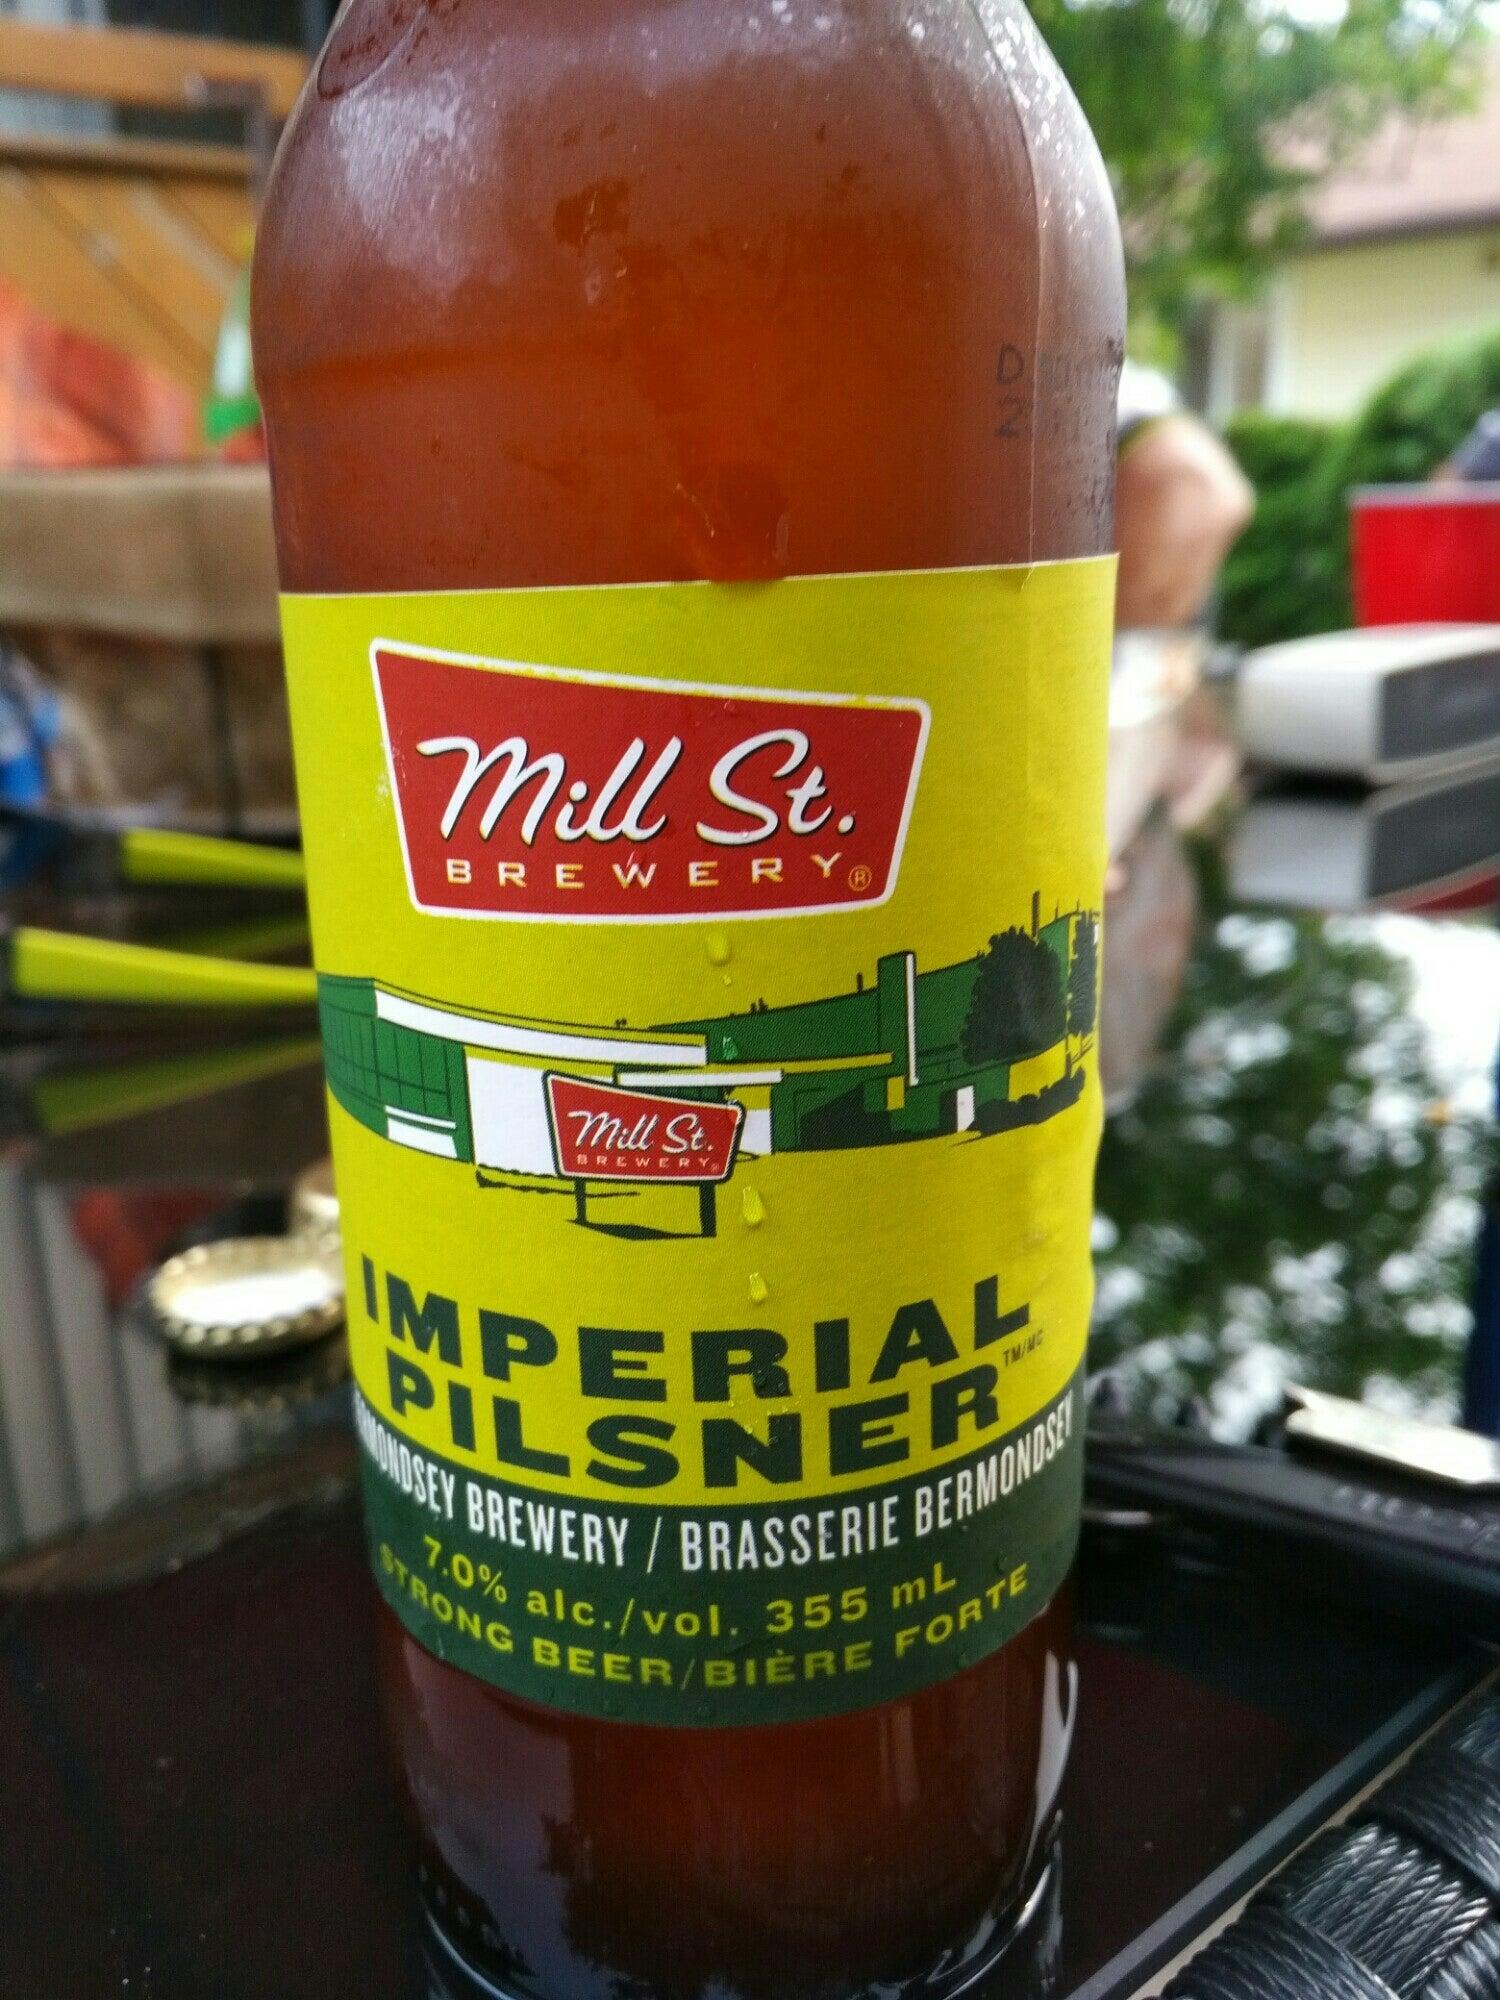 D
2
Mill St.
BREWERY®
Mill St.
BREWERY®
IMPERIAL
PILSNER TM/MC
BREWERY / BRASSERIE BERMONDSEY
7.0% alc./vol. 355 mL
STRONG BEER/BIÈRE FORTE